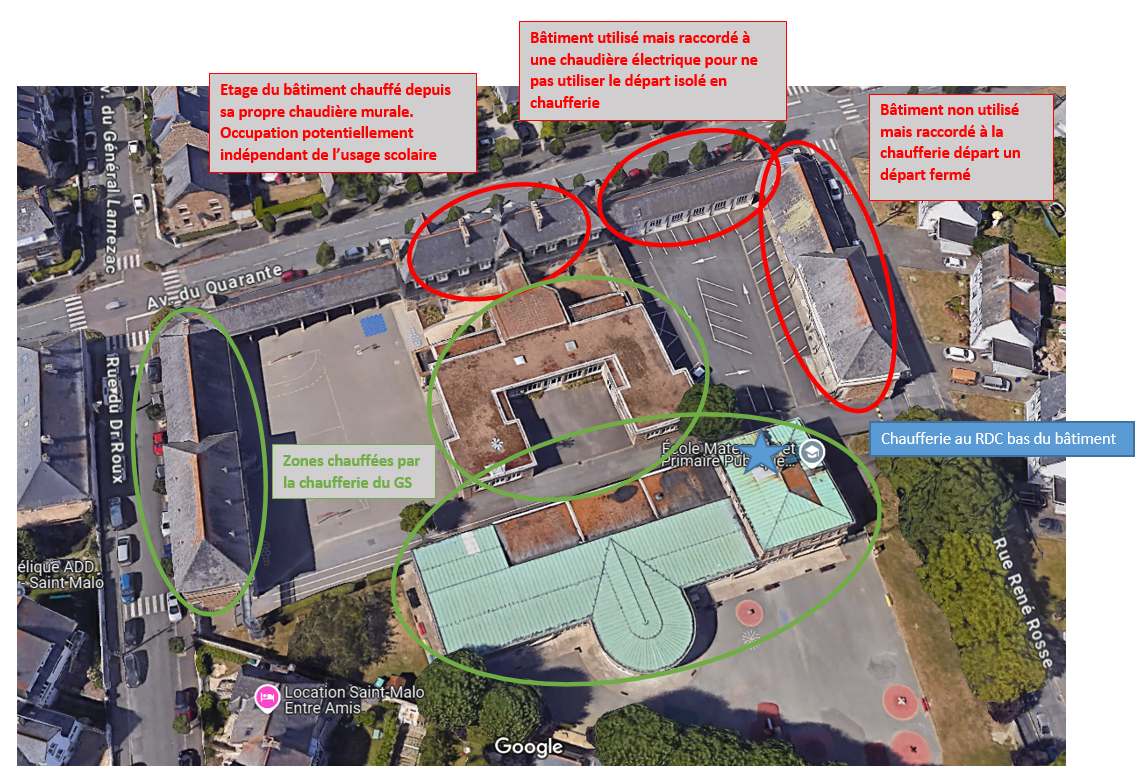 Bâtiment utilisé mais raccordé à
une chaudière électrique pour ne
pas utiliser le départ isolé en
chaufferie
Etage du bâtiment chauffé depuis
sa propre chaudière murale.
Occupation potentiellement
indépendant de l'usage scolaire
Bâtiment non utilisé
mais raccordé à la
chaufferie départ un
départ fermé
v. du Général Lanrezac
Av. du Quarante
Rue du Dr Roux
Chaufferie au RDC bas du bâtiment
École Mate et
Primaire Publique...
Zones chauffées par
la chaufferie du GS
élique ADD...
- Saint-Malo
Rue René Rosse
Location Saint-Malo
Entre Amis
Google